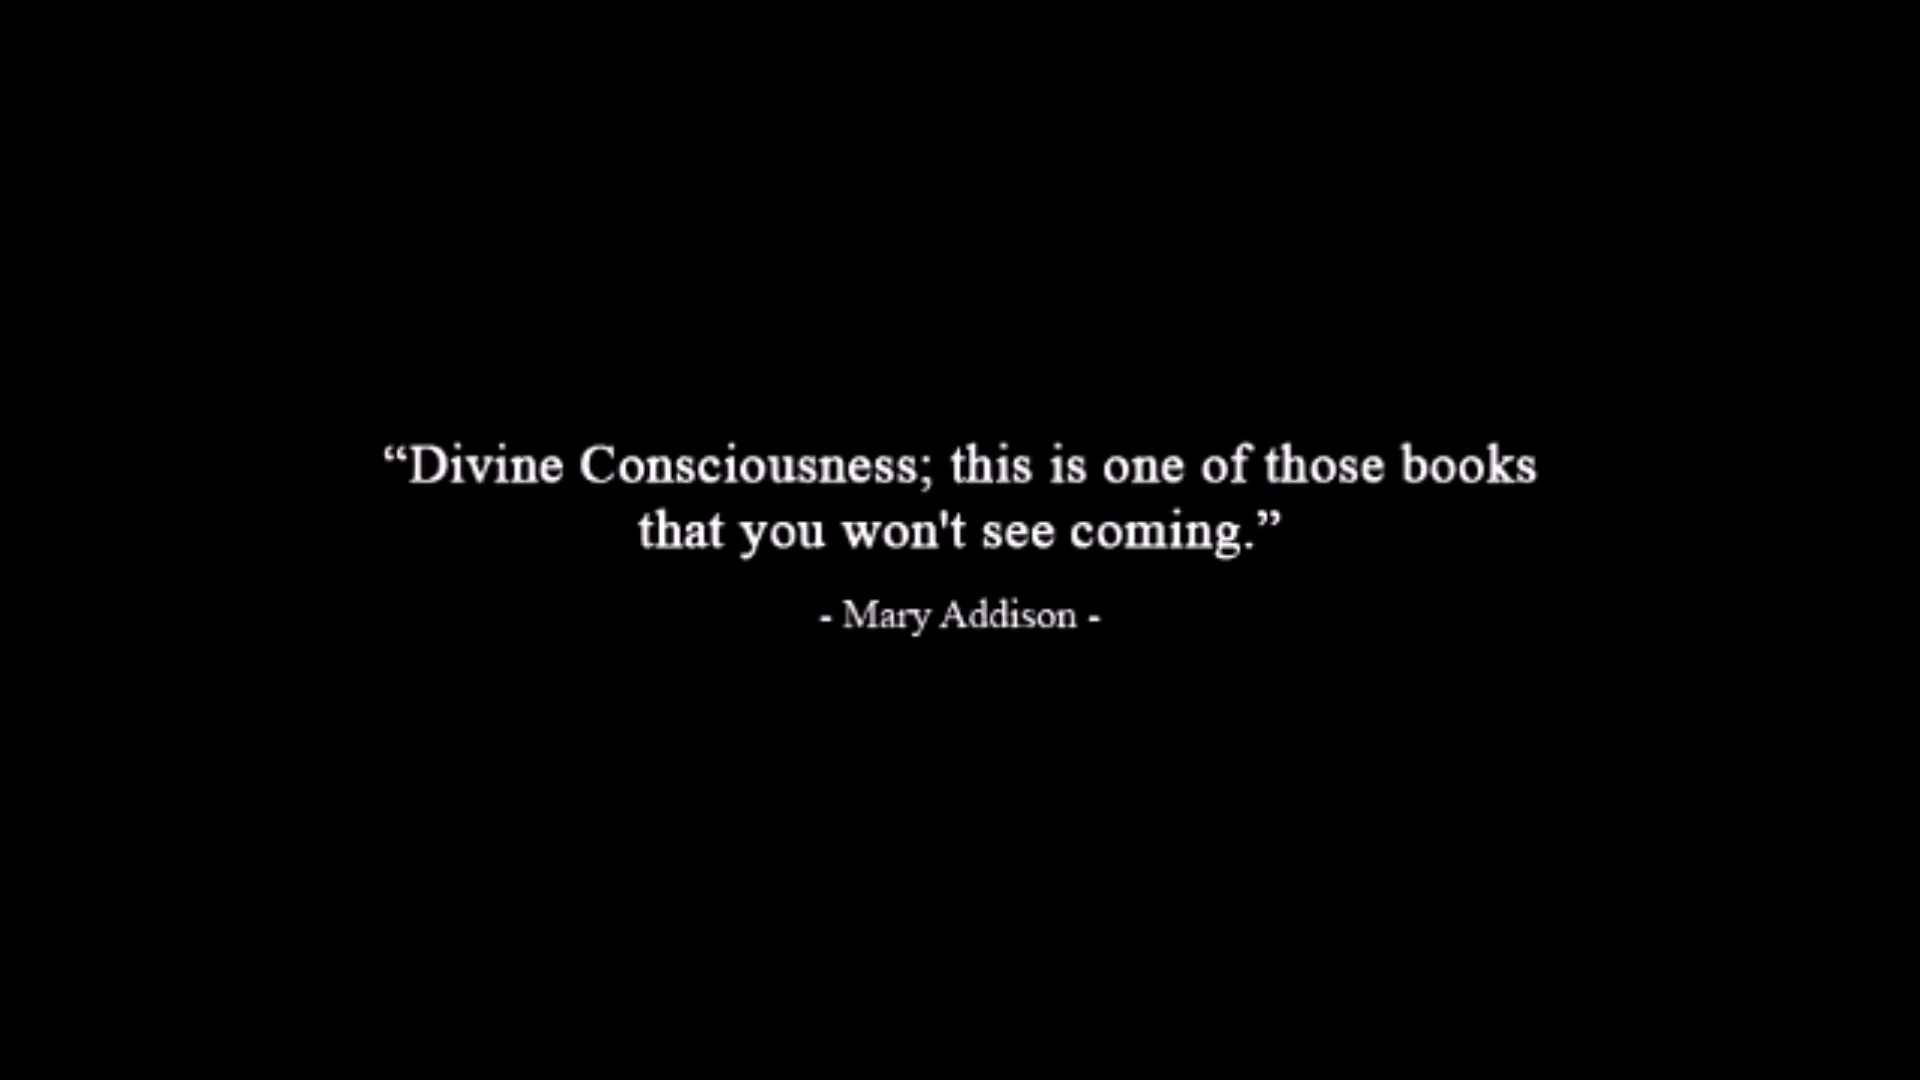 “Divine Consciousness; this is one of those books
that you won't see coming.”
- Mary Addison -